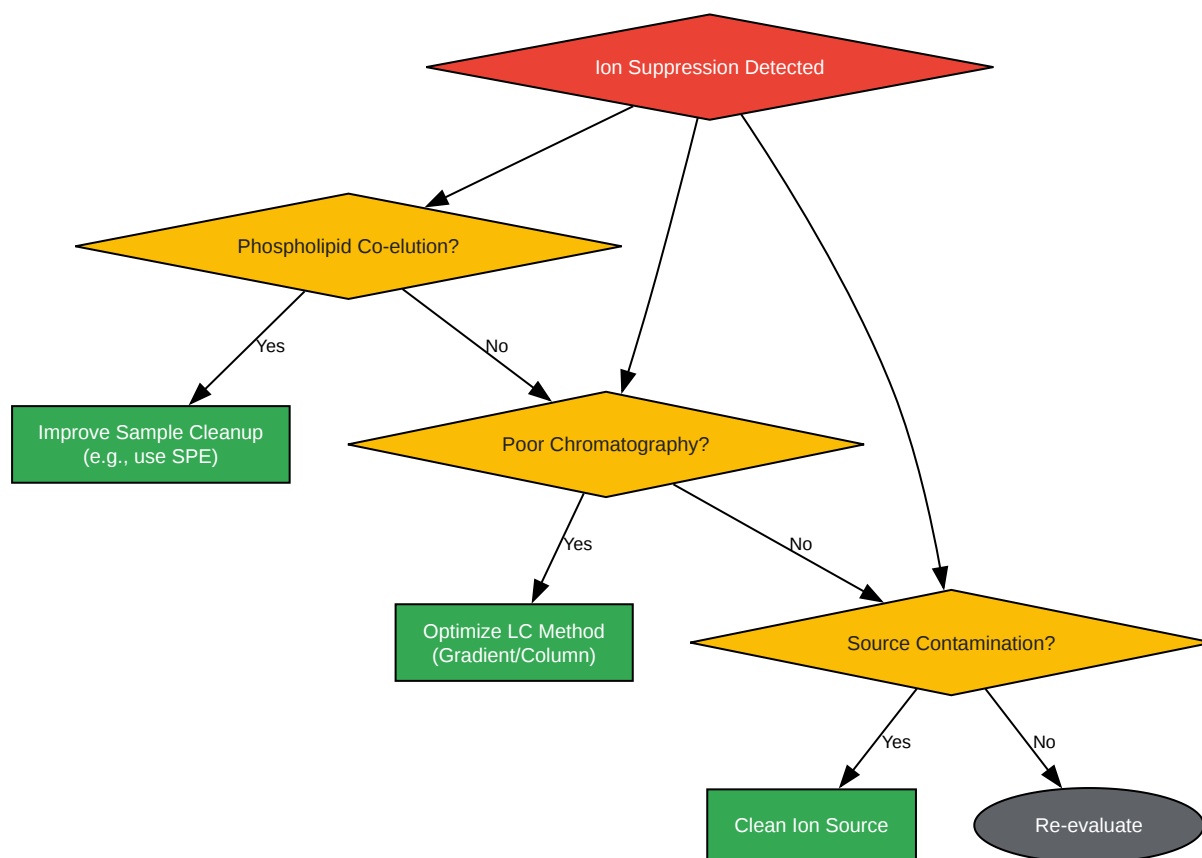 Ion Suppression Detected
Phospholipid Co-elution?
Yes
No
Improve Sample Cleanup
(e.g., use SPE)
Poor Chromatography?
Yes
No
Optimize LC Method
(Gradient/Column)
Source Contamination?
Yes
No
Clean Ion Source
Re-evaluate